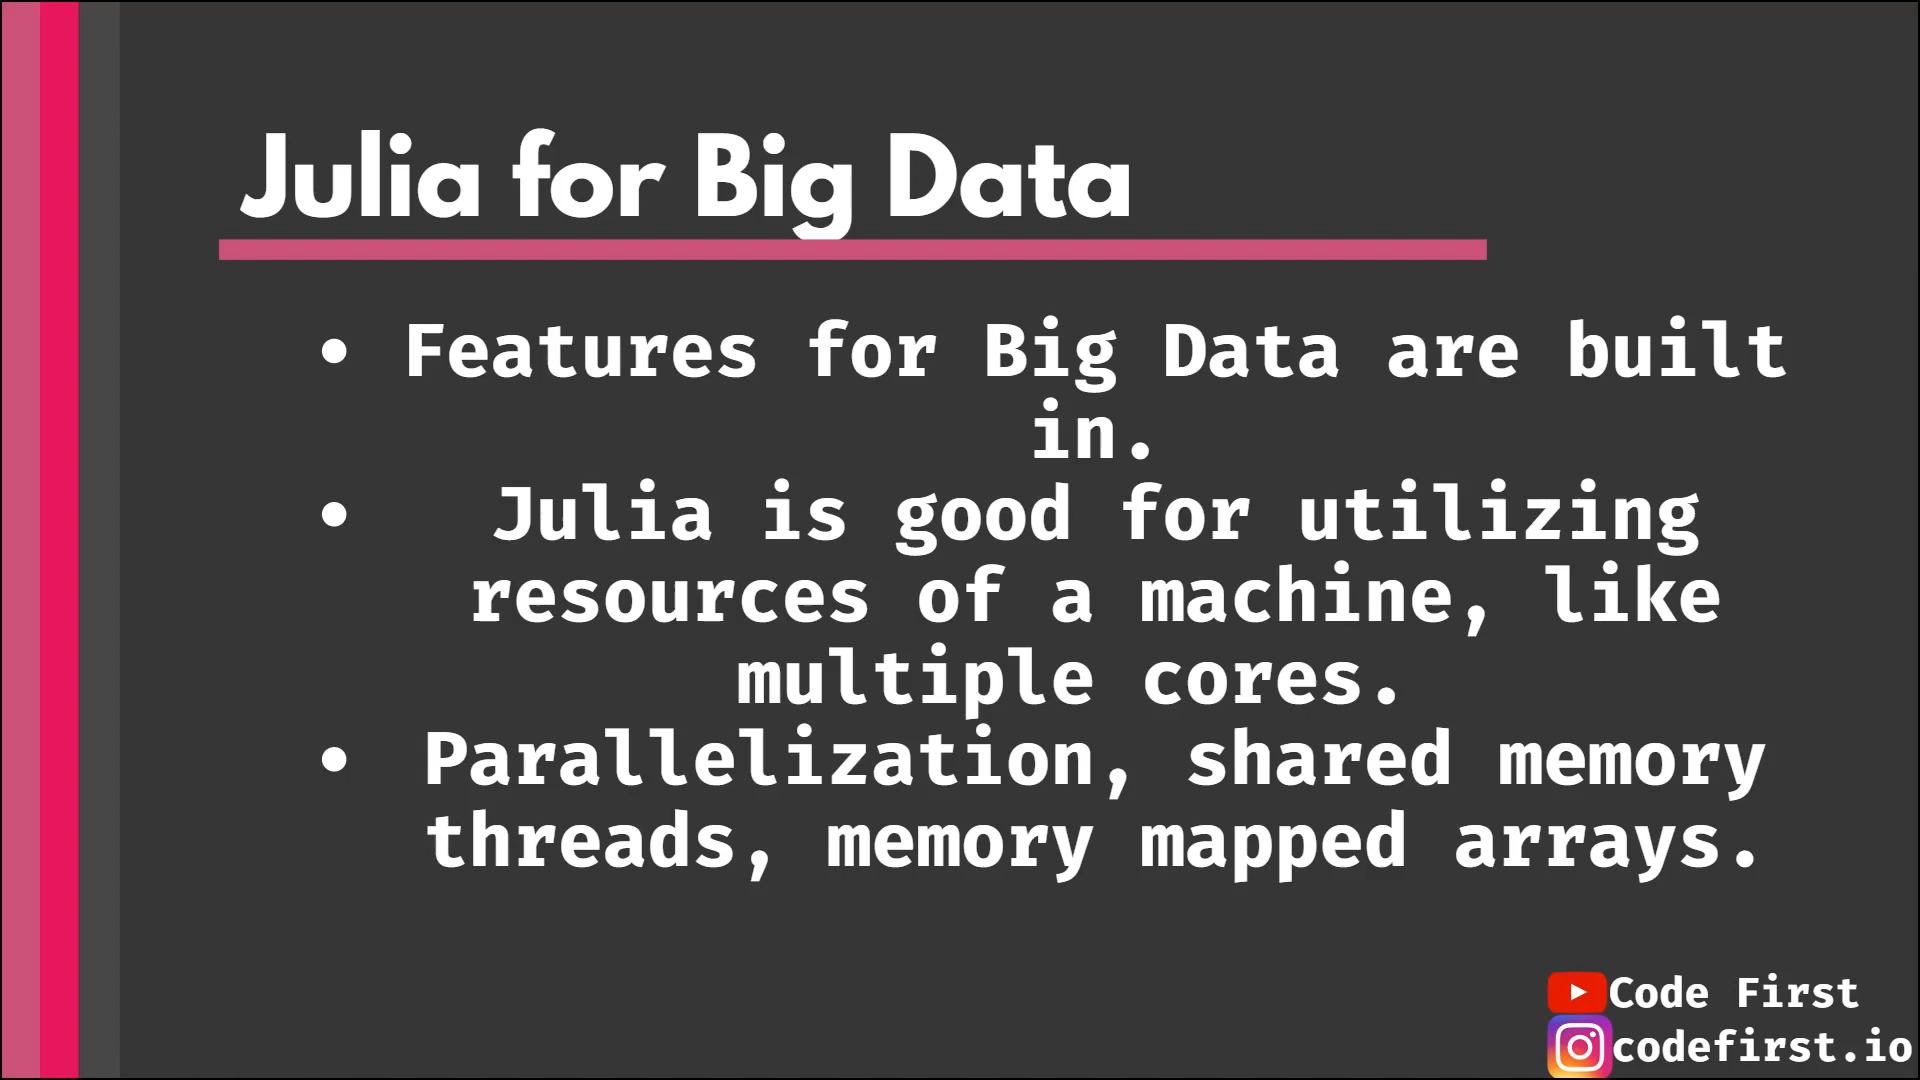 Julia for Big Data
• Features for Big Data are built
in.
• Julia is good for utilizing
resources of a machine, like
multiple cores.
• Parallelization, shared memory
threads, memory mapped arrays.
Code First
codefirst.io